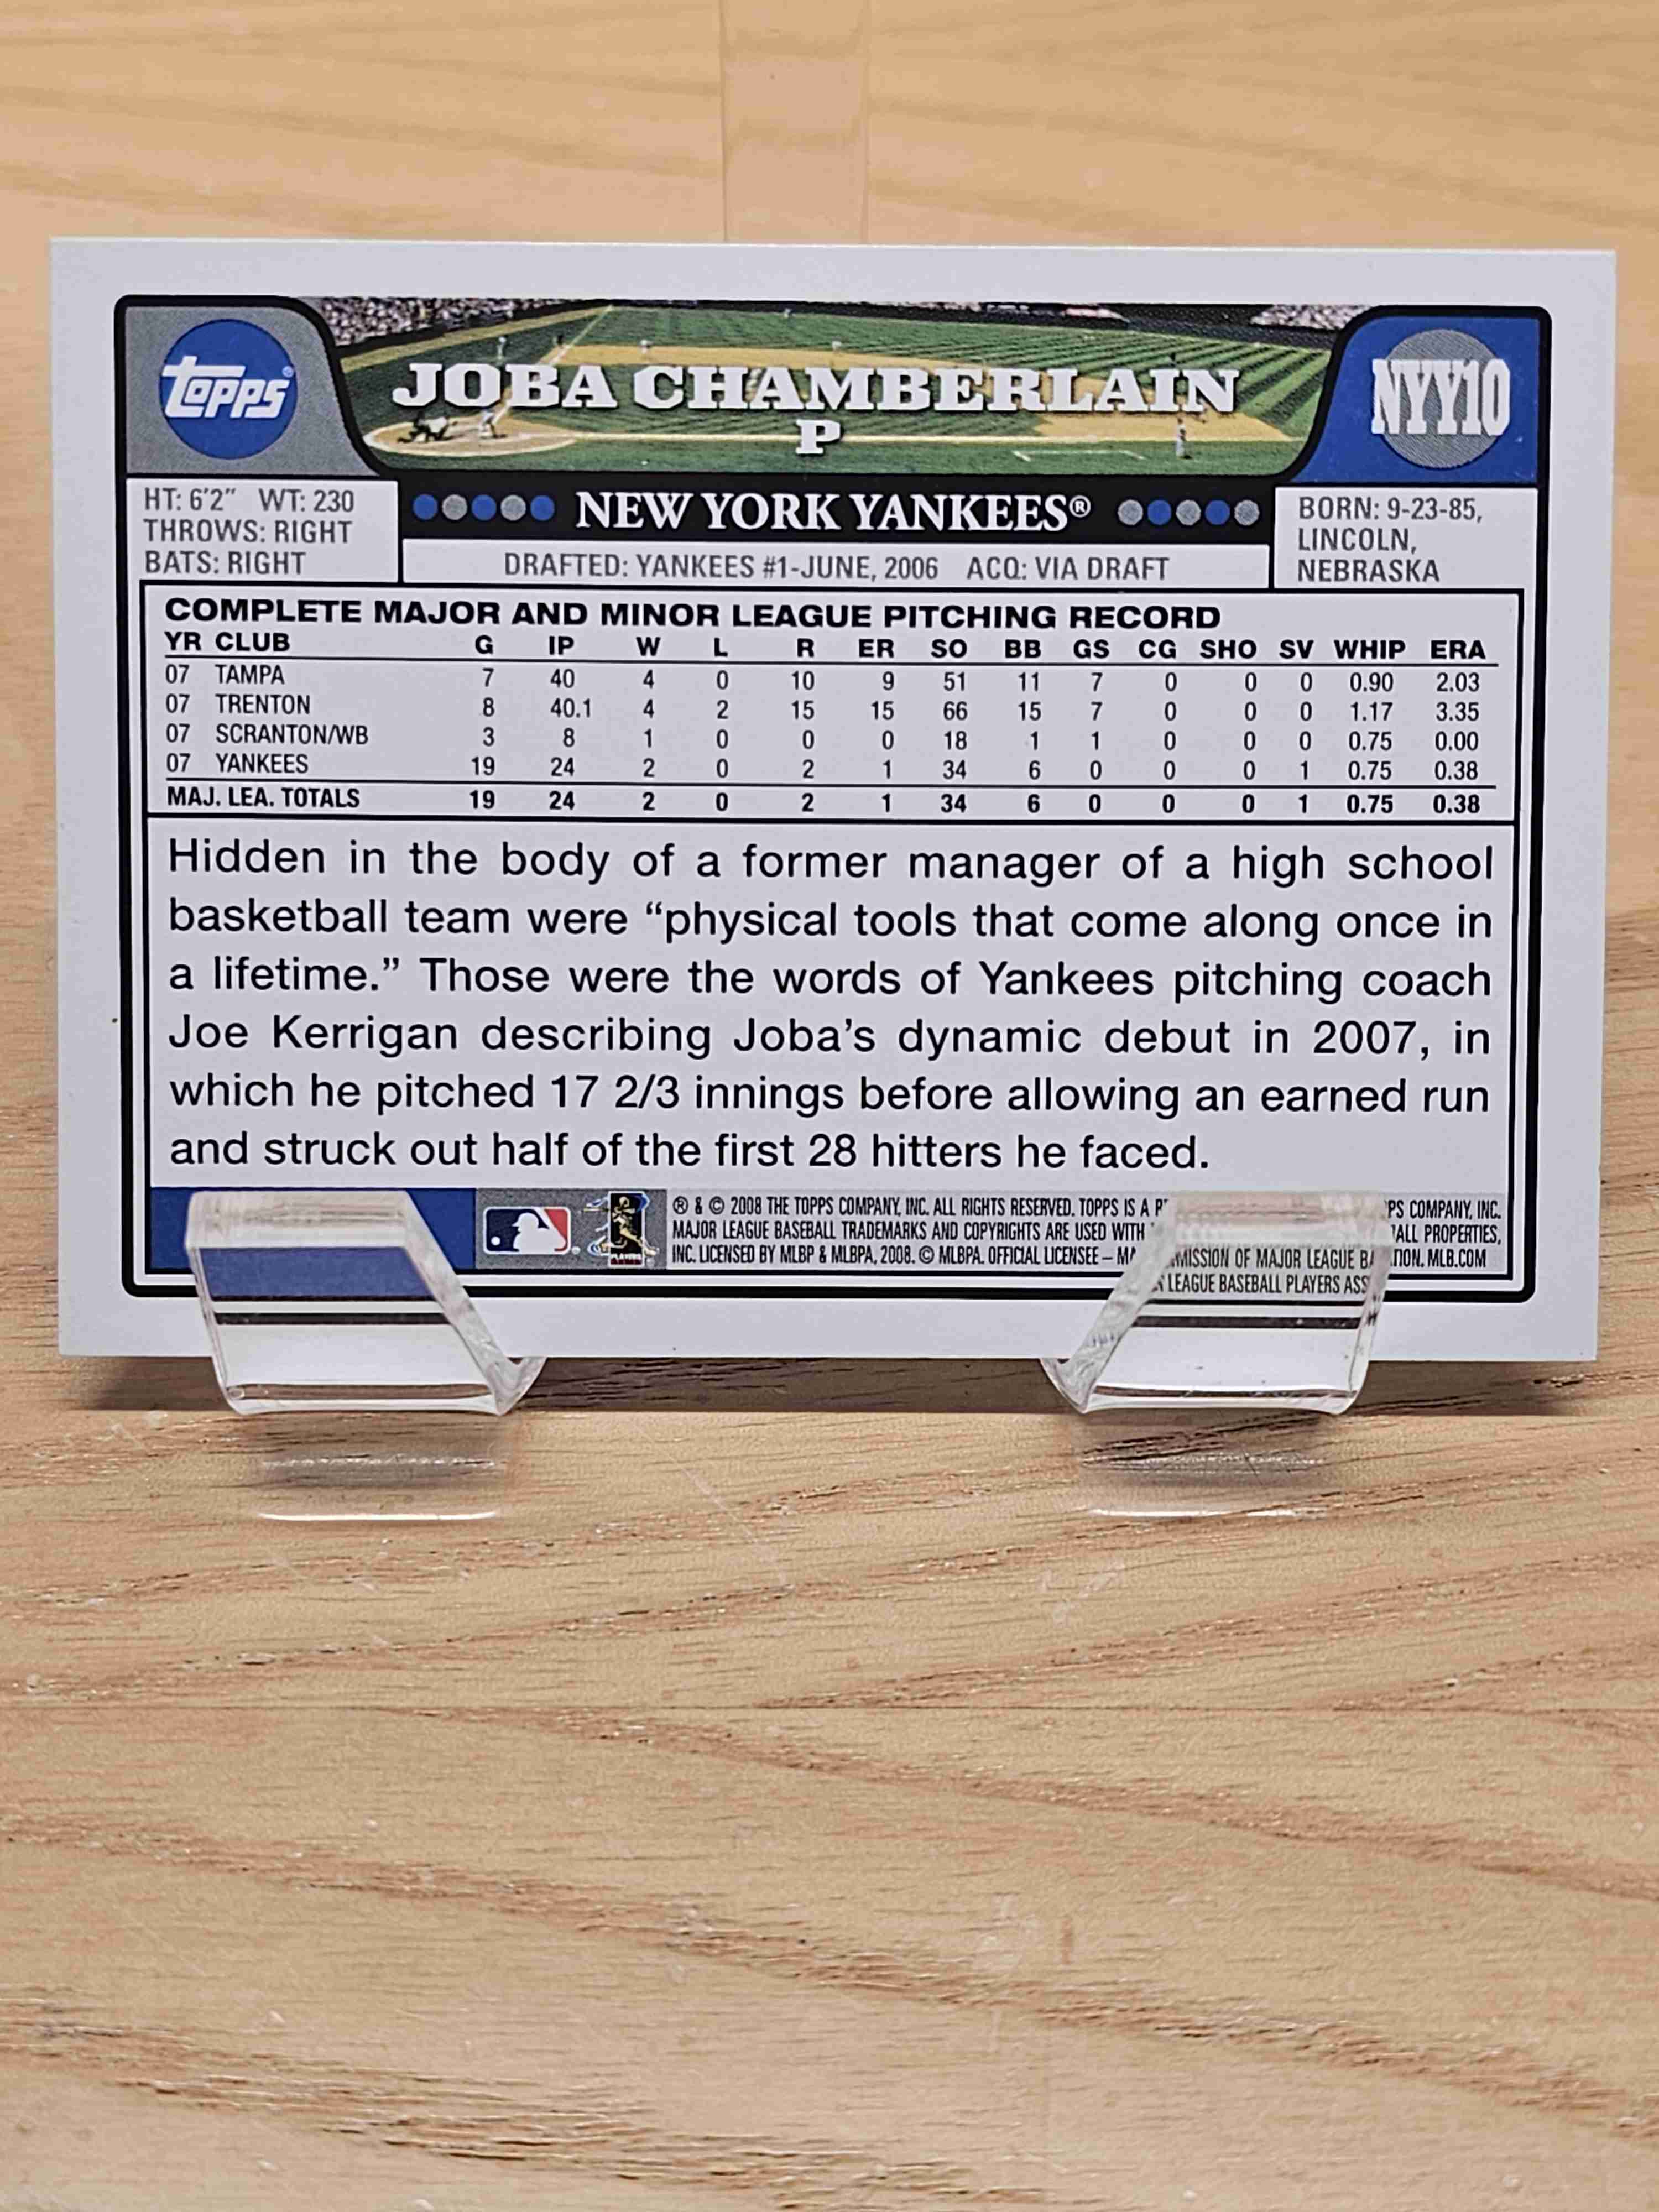 topps®
JOBA CHAMBERLAIN
P
NYY10
HT: 6'2" WT: 230
THROWS: RIGHT
BATS: RIGHT
NEW YORK YANKEES®
DRAFTED: YANKEES #1-JUNE, 2006 ACQ: VIA DRAFT
BORN: 9-23-85,
LINCOLN,
NEBRASKA
COMPLETE MAJOR AND MINOR LEAGUE PITCHING RECORD
YR CLUB G IP W L R ER SO BB GS CG SHO SV WHIP ERA
07 TAMPA 7 40 4 0 10 9 51 11 7 0 0 0 0.90 2.03
07 TRENTON 8 40.1 4 2 15 15 66 15 7 0 0 0 1.17 3.35
07 SCRANTON/WB 3 8 1 0 0 0 18 1 1 0 0 0 0.75 0.00
07 YANKEES 19 24 2 0 2 1 34 6 0 0 0 1 0.75 0.38
MAJ. LEA. TOTALS 19 24 2 0 2 1 34 6 0 0 0 1 0.75 0.38
Hidden in the body of a former manager of a high school
basketball team were “physical tools that come along once in
a lifetime.” Those were the words of Yankees pitching coach
Joe Kerrigan describing Joba’s dynamic debut in 2007, in
which he pitched 17 2/3 innings before allowing an earned run
and struck out half of the first 28 hitters he faced.
® & © 2008 THE TOPPS COMPANY, INC. ALL RIGHTS RESERVED. TOPPS IS A COMPANY, INC.
MAJOR LEAGUE BASEBALL TRADEMARKS AND COPYRIGHTS ARE USED WITH OF MAJOR LEAGUE PROPERTIES,
INC. LICENSED BY MLBP & MLBPA, 2008. © MLBPA. OFFICIAL LICENSEE – LEAGUE BASEBALL PLAYERS MLB.COM